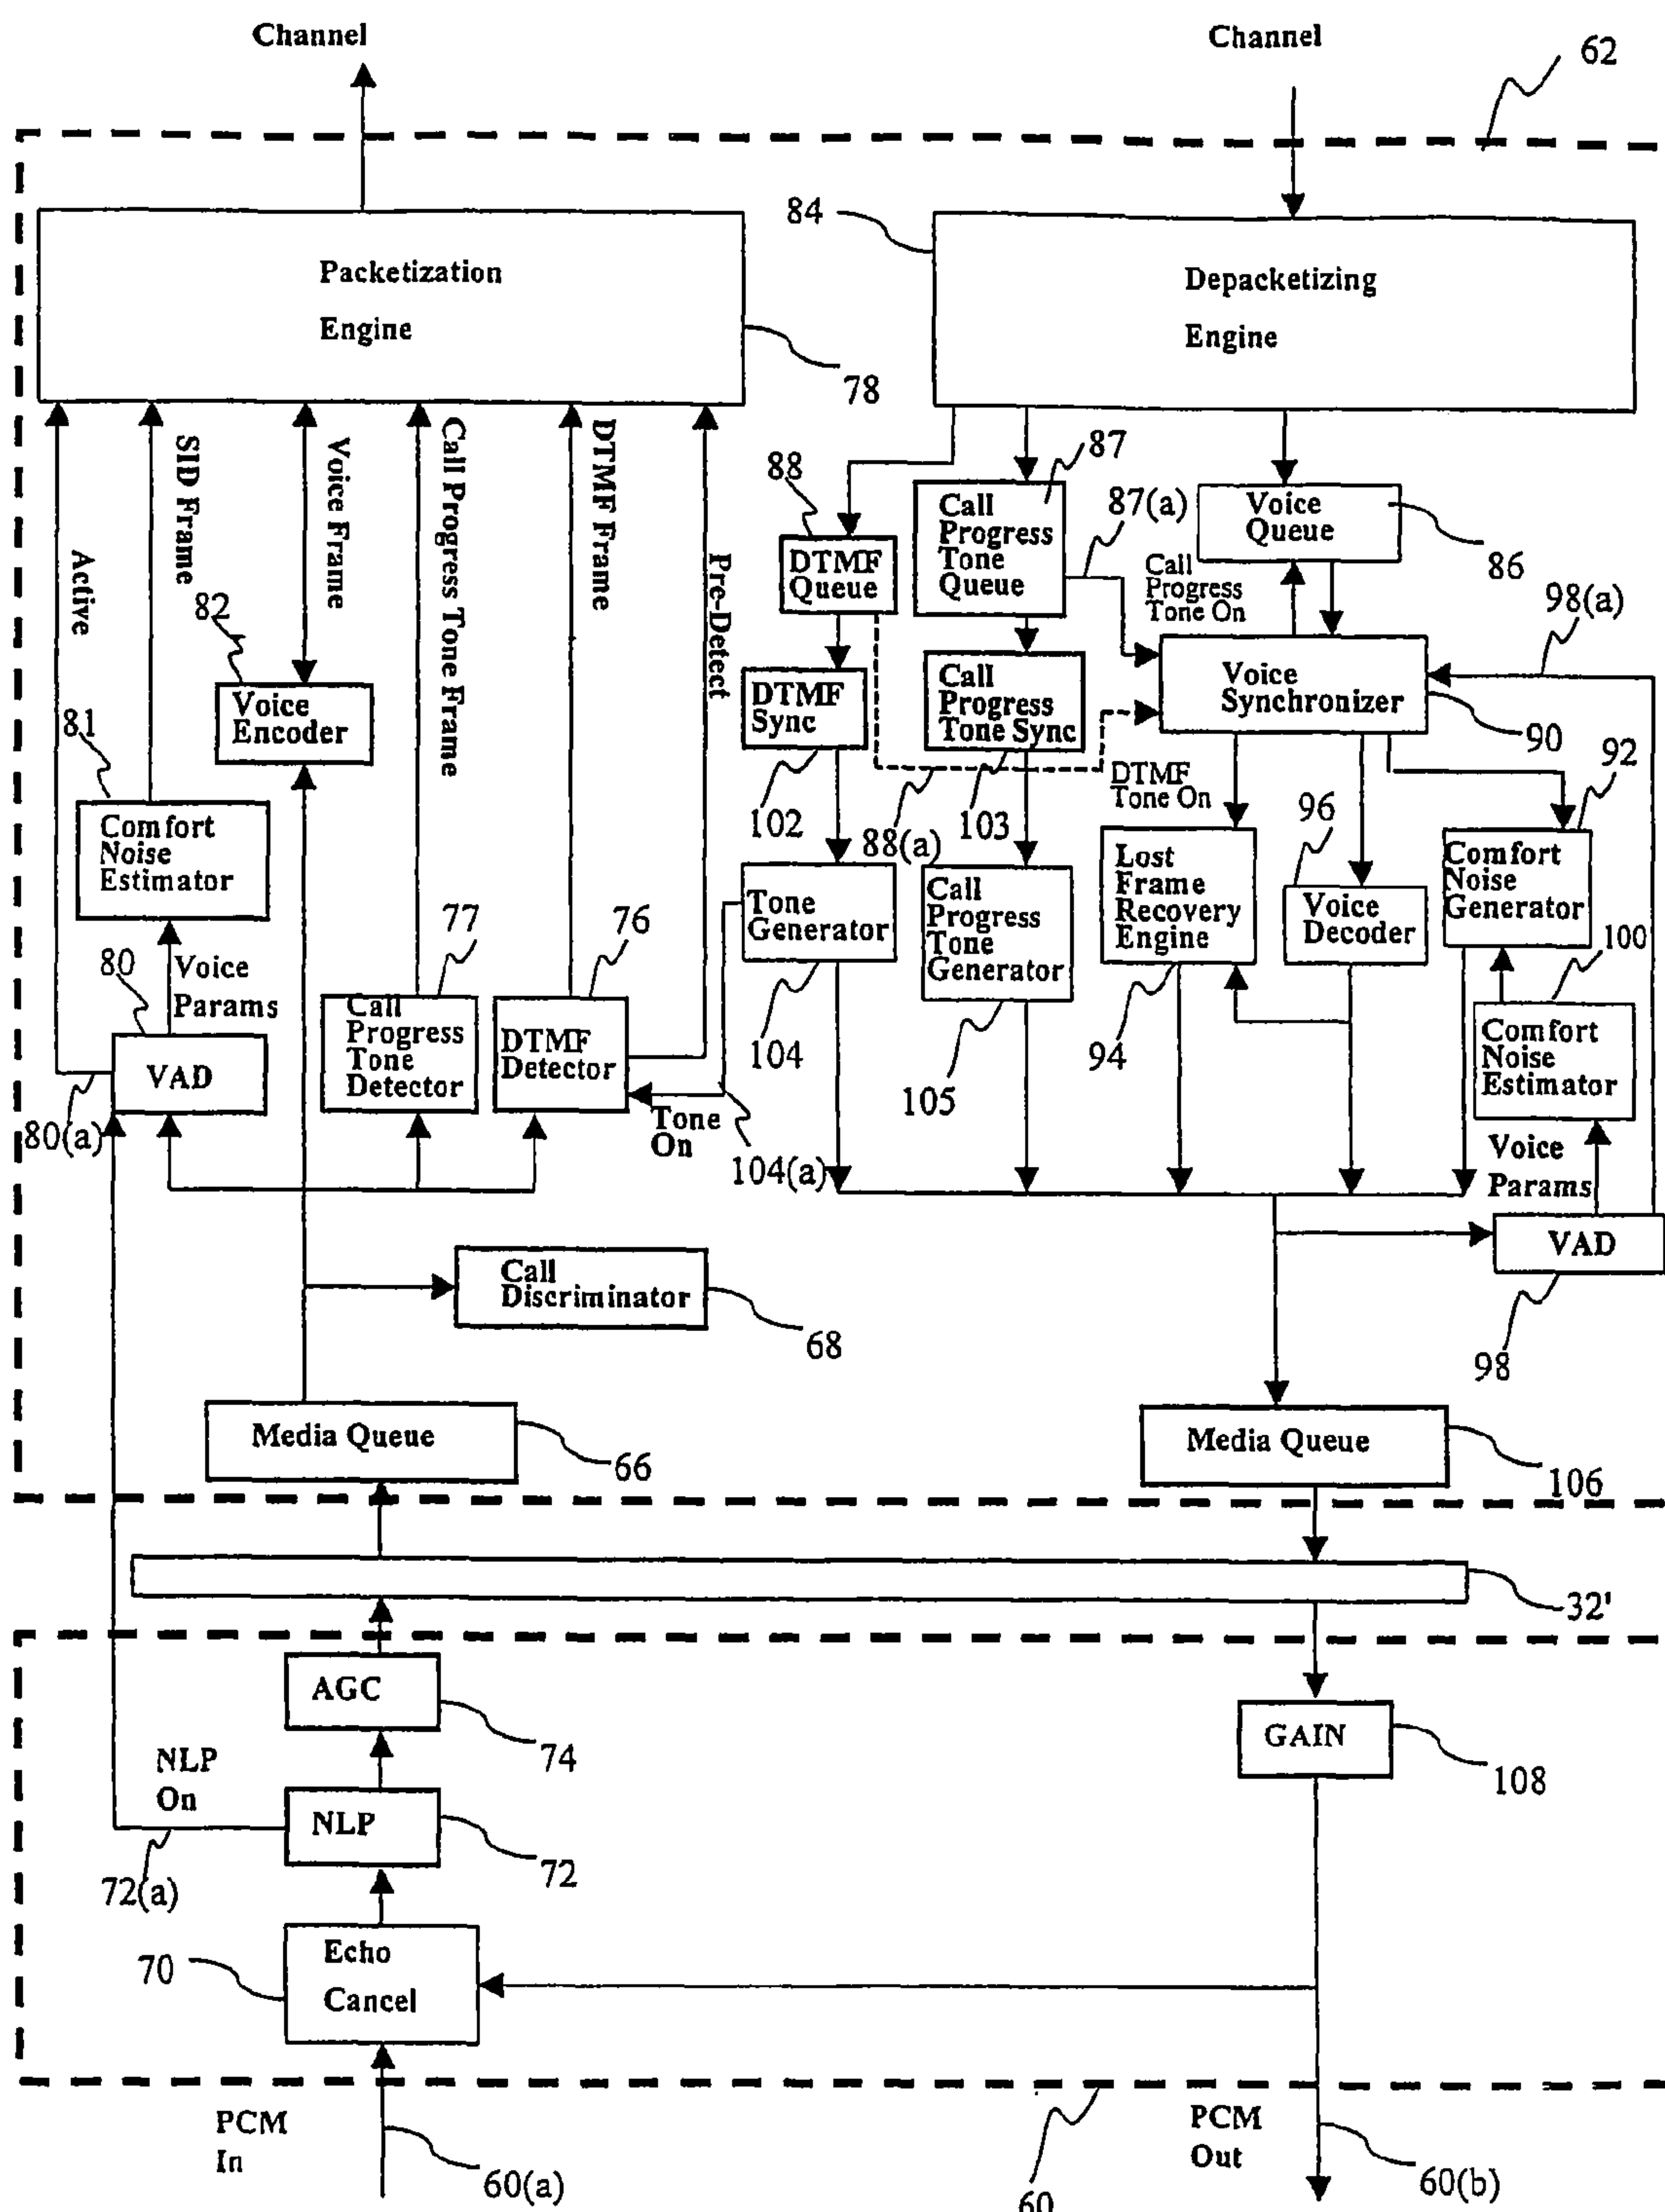 Channel
Channel
62
Packetization
Engine
84
Depacketizing
Engine
78
Active
SID Frame
Voice Frame
Call Progress Tone Frame
DTMF Frame
Pre-Detect
88
87
87(a)
DTMF
Queue
Call
Progress
Tone
Queue
Voice
Queue
86
Call
Progress
Tone On
98(a)
82
Voice
Encoder
DTMF
Sync
Call
Progress
Tone Sync
Voice
Synchronizer
90
81
Comfort
Noise
Estimator
102
88(a)
103
DTMF
Tone On
96
92
Lost
Frame
Recovery
Engine
Voice
Decoder
Comfort
Noise
Generator
77
76
Tone
Generator
Call
Progress
Tone
Generator
100
80
Voice
Params
VAD
80(a)
Call
Progress
Tone
Detector
DTMF
Detector
Tone
On
104
104(a)
105
94
Comfort
Noise
Estimator
Voice
Params
VAD
98
Call
Discriminator
68
Media Queue
66
Media Queue
106
32'
AGC
74
GAIN
108
NLP
On
NLP
72
72(a)
70
Echo
Cancel
PCM
In
60(a)
60
PCM
Out
60(b)